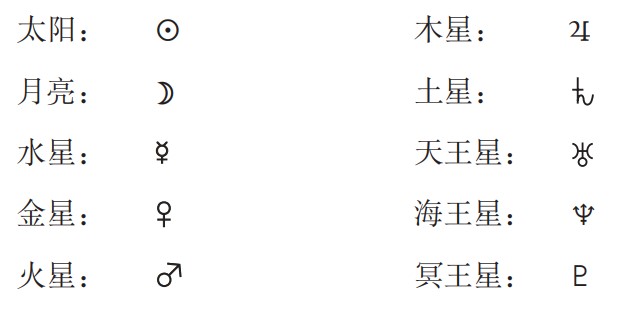 太阳： ☉
月亮： ☽
水星： ☿
金星： ♀
火星： ♂
木星： ♃
土星： ♄
天王星： ♅
海王星： ♆
冥王星： ♇